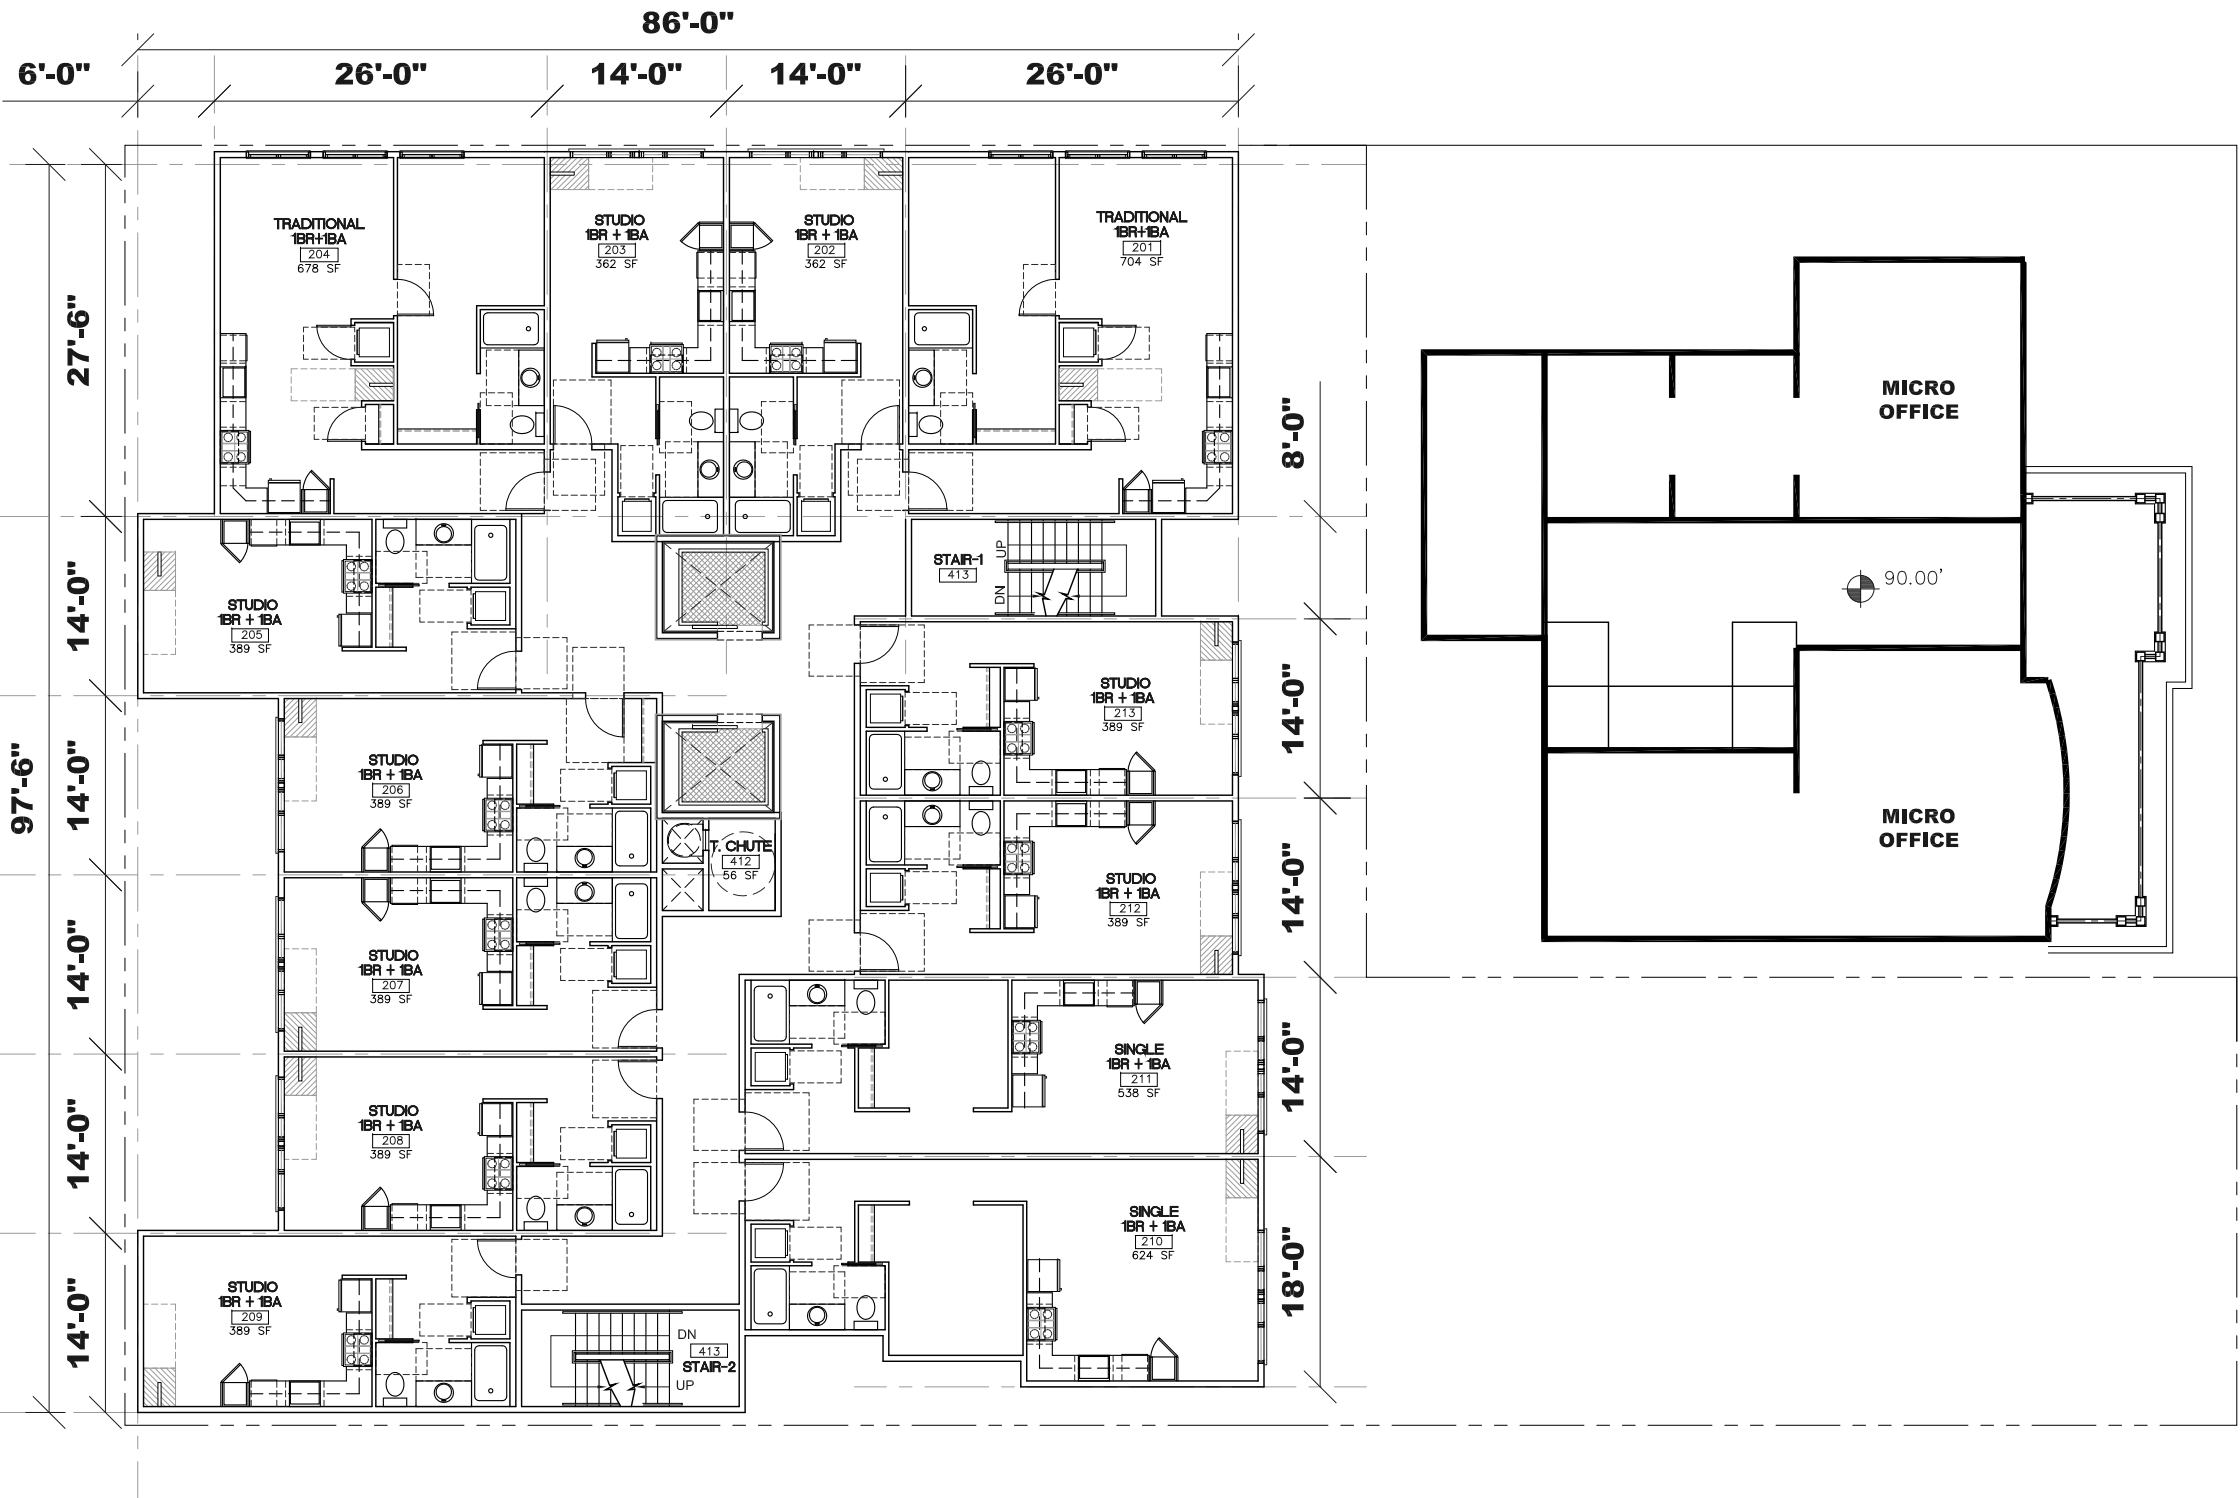 86'-0"
6'-0"
26'-0"
14'-0"
14'-0"
26'-0"
97'-6"
27'-6"
14'-0"
14'-0"
14'-0"
14'-0"
14'-0"
TRADITIONAL
1BR+1BA
204
678 SF
STUDIO
1BR + 1BA
203
362 SF
STUDIO
1BR + 1BA
202
362 SF
TRADITIONAL
1BR+1BA
201
704 SF
8'-0"
14'-0"
14'-0"
14'-0"
18'-0"
STUDIO
1BR + 1BA
205
389 SF
STAIR-1
413
UP
DN
STUDIO
1BR + 1BA
206
389 SF
STUDIO
1BR + 1BA
213
389 SF
T. CHUTE
412
56 SF
STUDIO
1BR + 1BA
207
389 SF
STUDIO
1BR + 1BA
212
389 SF
STUDIO
1BR + 1BA
208
389 SF
SINGLE
1BR + 1BA
211
538 SF
SINGLE
1BR + 1BA
210
624 SF
STUDIO
1BR + 1BA
209
389 SF
DN
413
STAIR-2
UP
MICRO
OFFICE
90.00'
MICRO
OFFICE